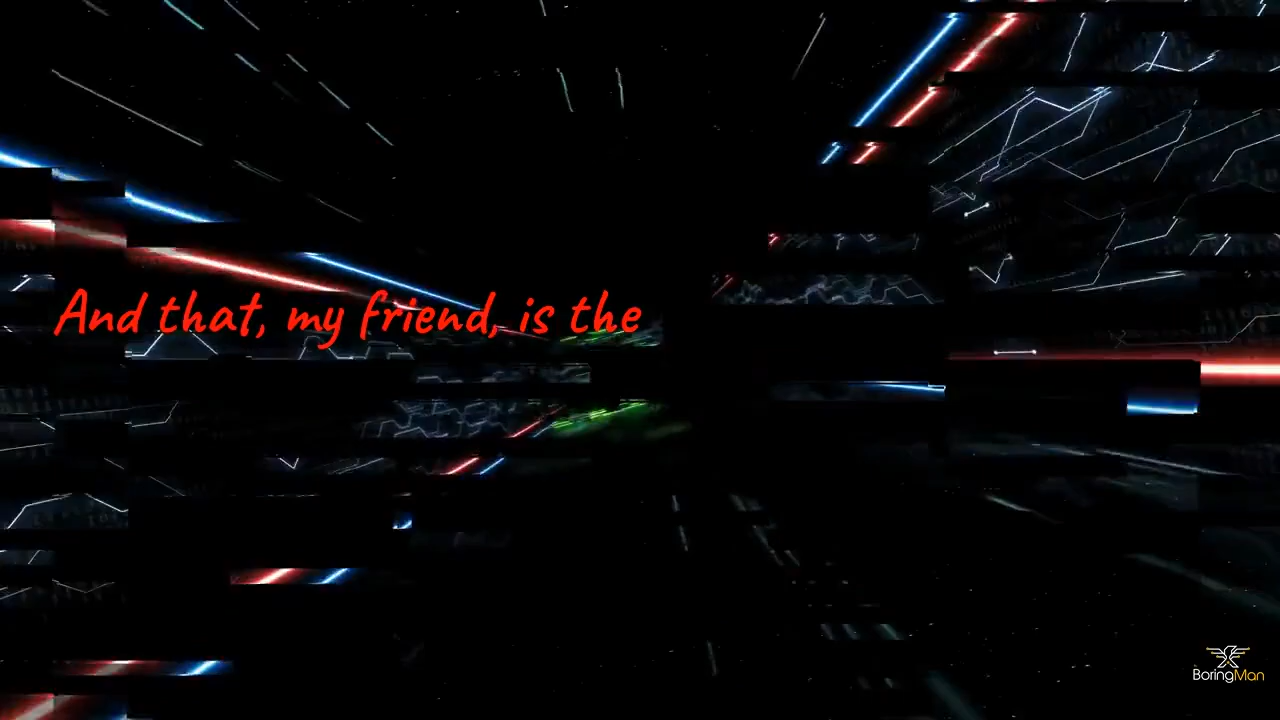 And that, my friend, is the
BoringMan